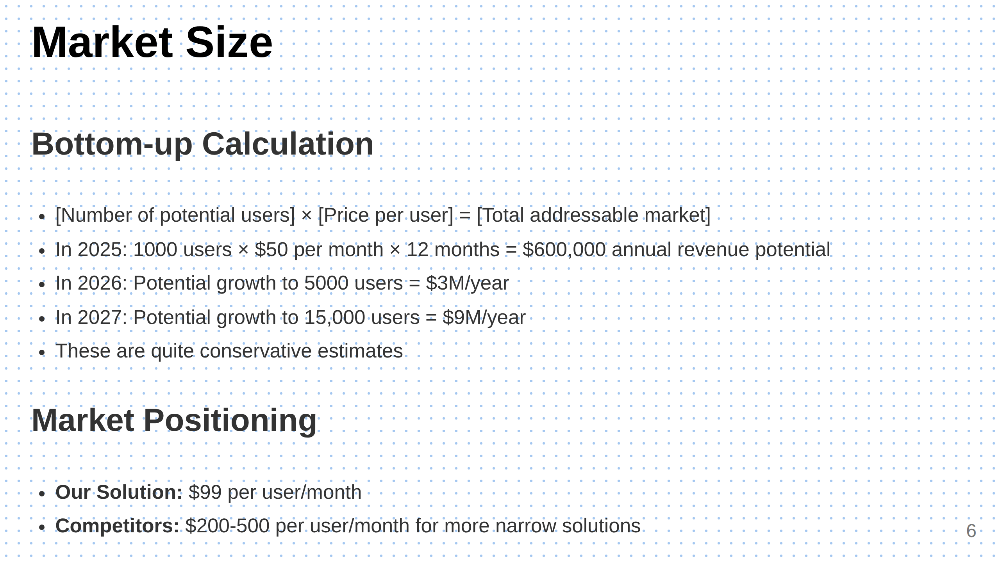 Market Size
Bottom-up Calculation
• [Number of potential users] × [Price per user] = [Total addressable market]
• In 2025: 1000 users × $50 per month × 12 months = $600,000 annual revenue potential
• In 2026: Potential growth to 5000 users = $3M/year
• In 2027: Potential growth to 15,000 users = $9M/year
• These are quite conservative estimates
Market Positioning
• Our Solution: $99 per user/month
• Competitors: $200-500 per user/month for more narrow solutions
6